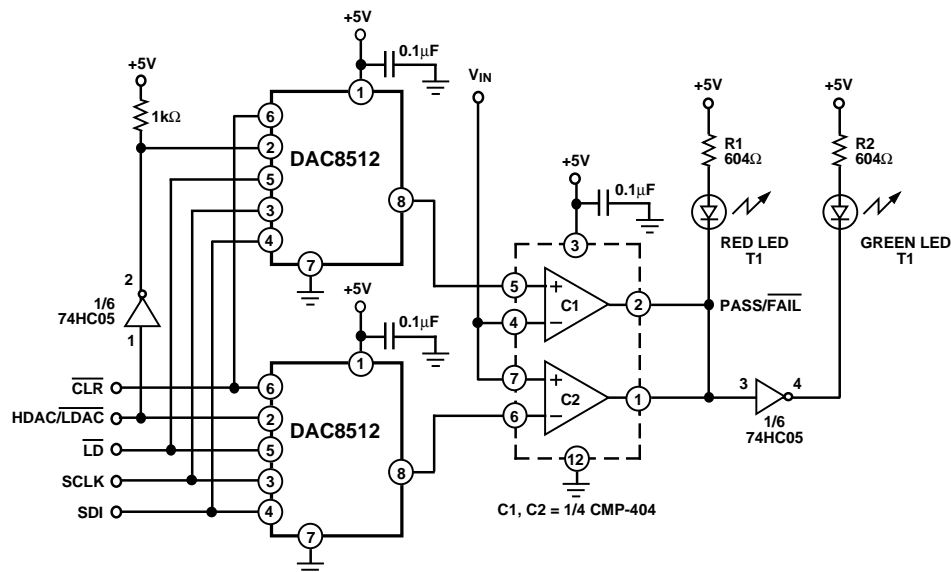 +5V
0.1µF
+5V
1kΩ
1
6
2
5
3
4
DAC8512
8
7
VIN
+5V
0.1µF
3
+5V
R1
604Ω
RED LED
T1
+5V
R2
604Ω
GREEN LED
T1
2
1/6
74HC05
1
+5V
0.1µF
1
5
+
4
–
C1
2
PASS/FAIL
7
+
6
–
C2
1
3
4
1/6
74HC05
12
C1, C2 = 1/4 CMP-404
CLR
HDAC/LDAC
LD
SCLK
SDI
6
2
5
3
4
DAC8512
8
7